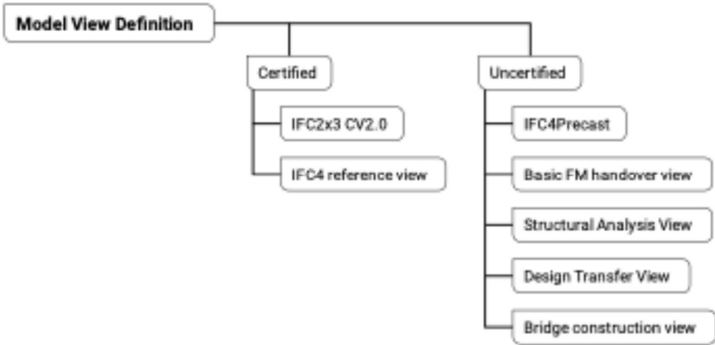 Model View Definition
Certified
IFC2x3 CV2.0
IFC4 reference view
Uncertified
IFC4Precast
Basic FM handover view
Structural Analysis View
Design Transfer View
Bridge construction view